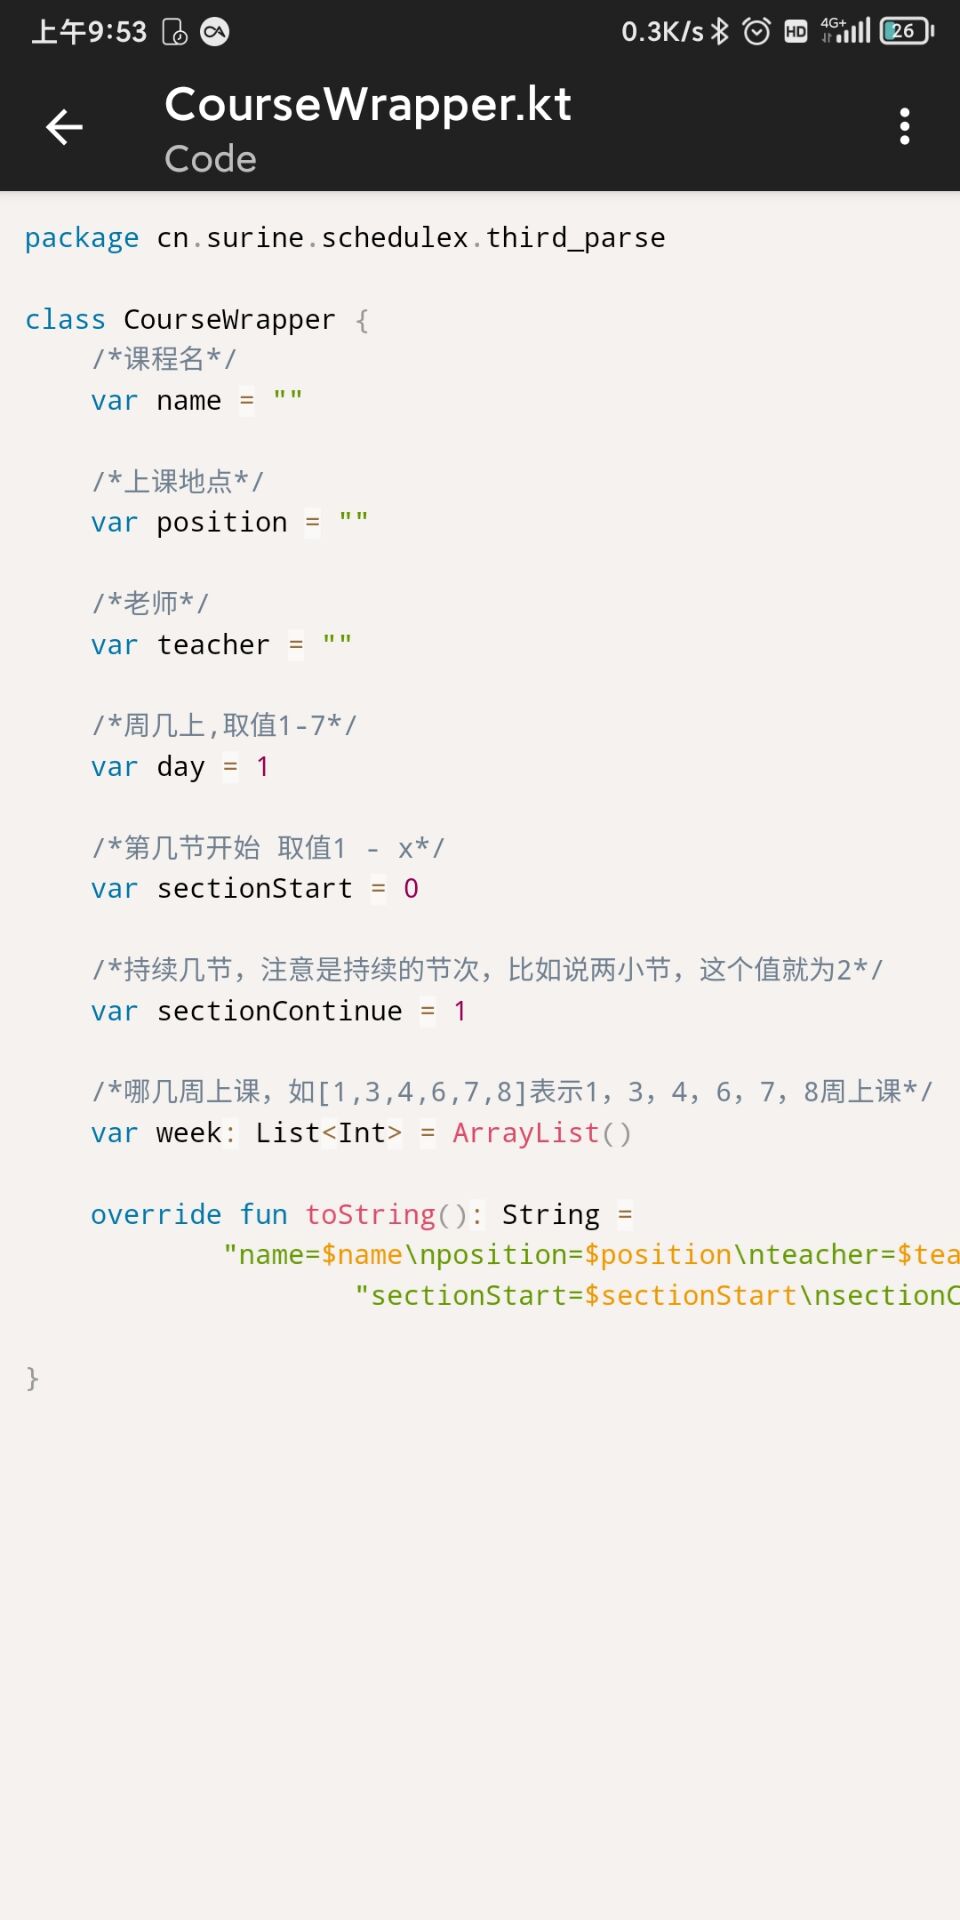 上午9:53
0.3K/s
HD
4G+
26
CourseWrapper.kt
Code
package cn.surine.schedulex.third_parse
class CourseWrapper {
/*课程名*/
var name = ""
/*上课地点*/
var position = ""
/*老师*/
var teacher = ""
/*周几上,取值1-7*/
var day = 1
/*第几节开始 取值1 - x*/
var sectionStart = 0
/*持续几节，注意是持续的节次，比如说两小节，这个值就为2*/
var sectionContinue = 1
/*哪几周上课，如[1,3,4,6,7,8]表示1，3，4，6，7，8周上课*/
var week: List<Int> = ArrayList()
override fun toString(): String =
"name=$name\nposition=$position\nteacher=$tea
"sectionStart=$sectionStart\nsectionC
}